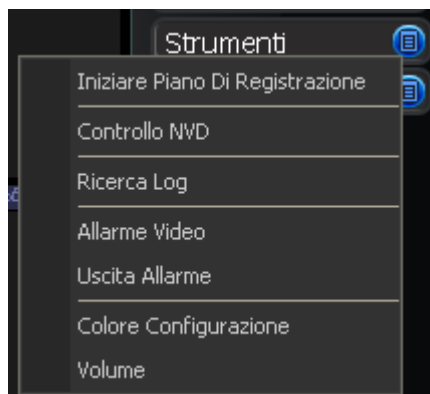 Strumenti
Iniziare Piano Di Registrazione
Controllo NVD
Ricerca Log
Allarme Video
Uscita Allarme
Colore Configurazione
Volume